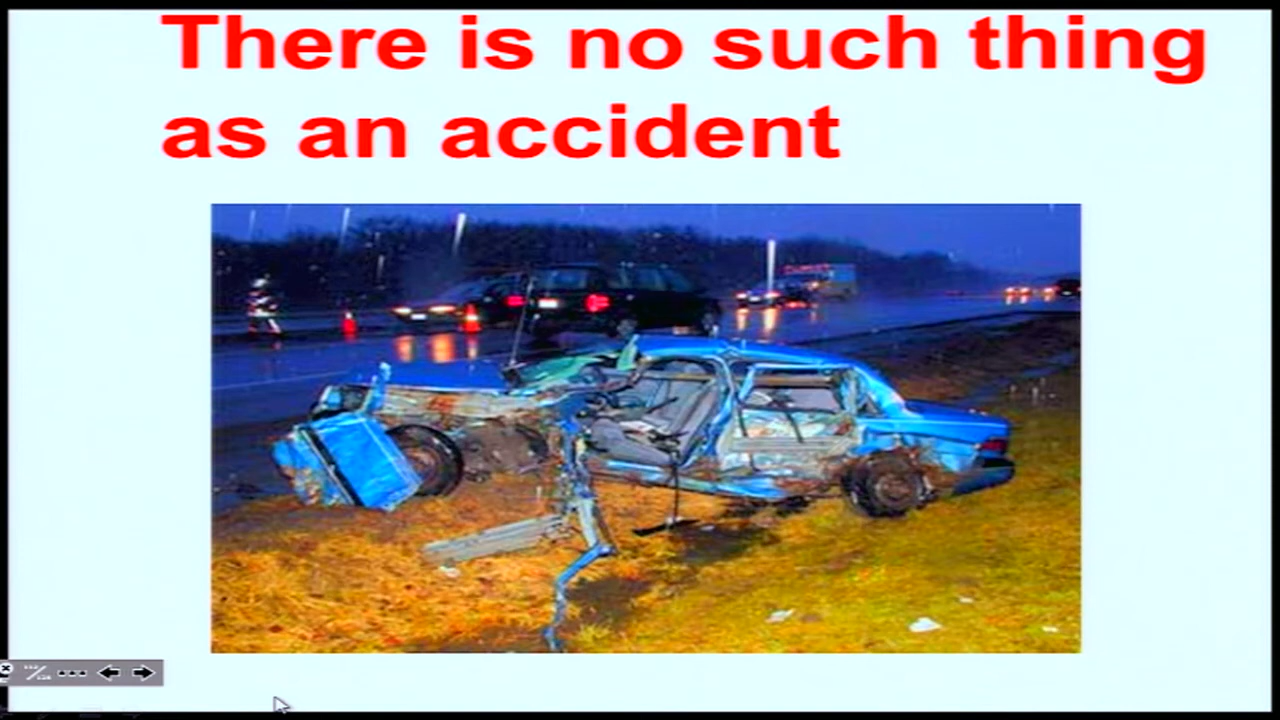 There is no such thing
as an accident